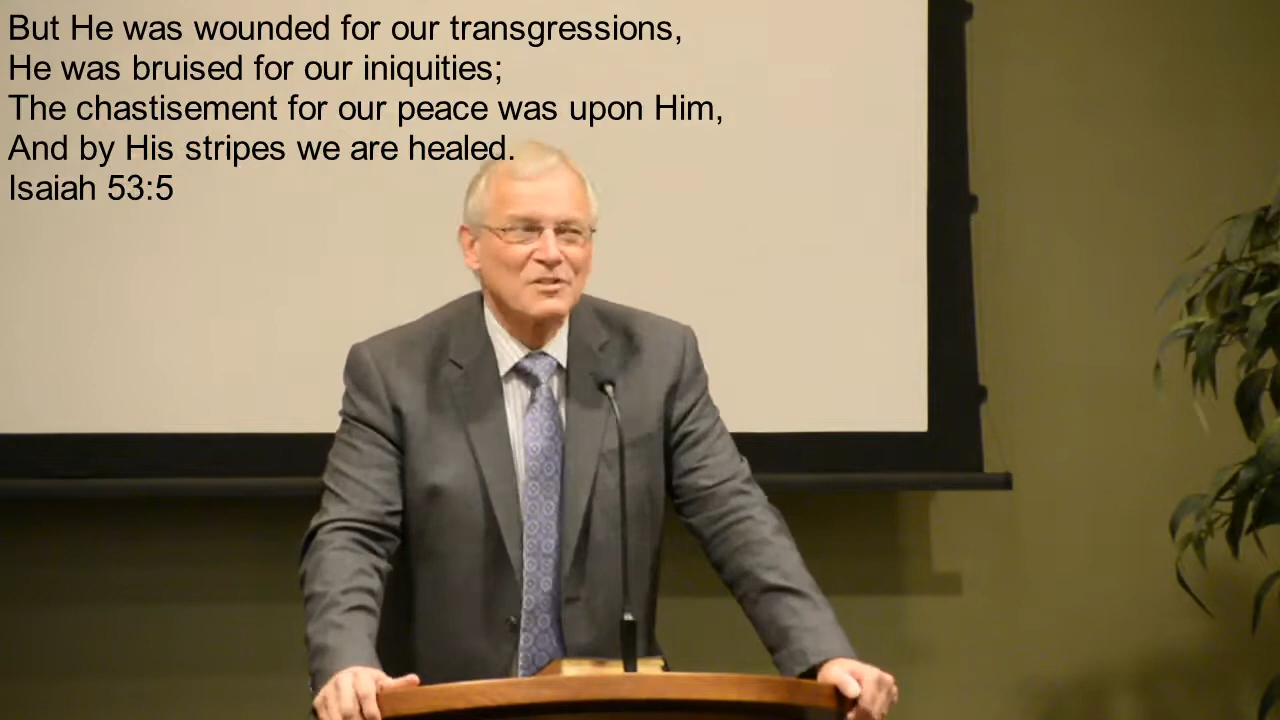 But He was wounded for our transgressions,
He was bruised for our iniquities;
The chastisement for our peace was upon Him,
And by His stripes we are healed.
Isaiah 53:5